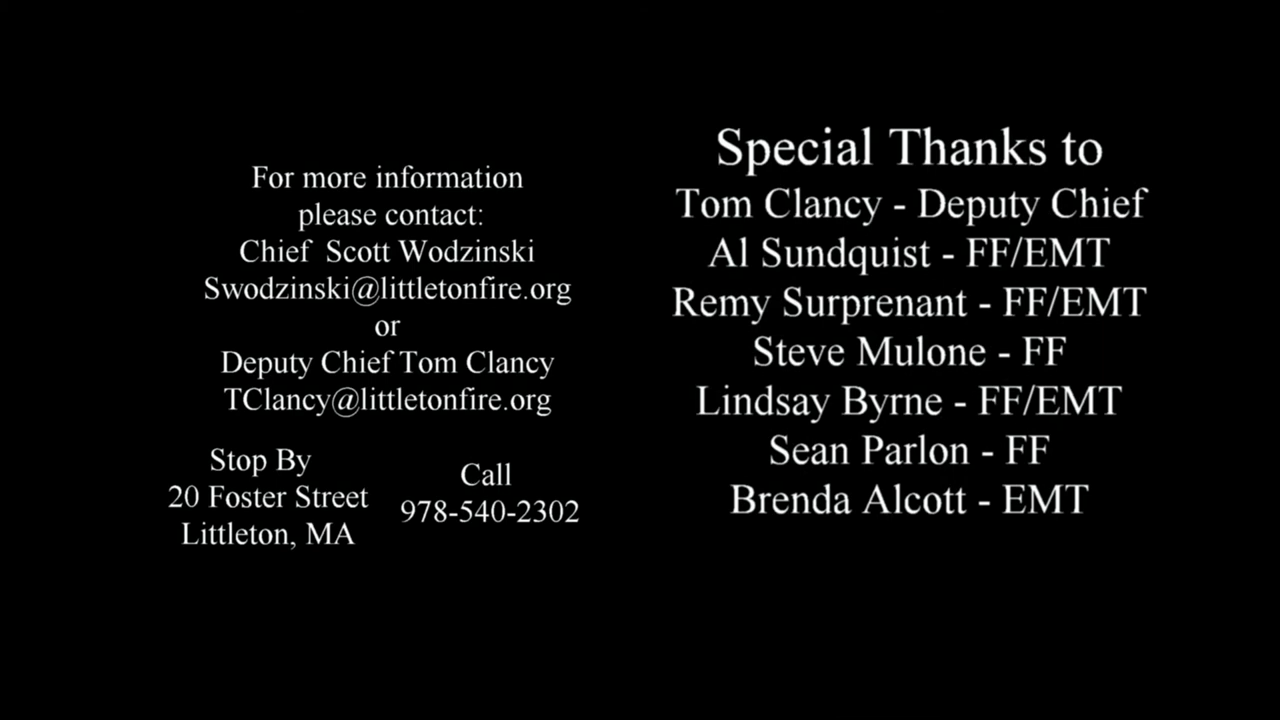 For more information
please contact:
Chief  Scott Wodzinski
Swodzinski@littletonfire.org
or
Deputy Chief Tom Clancy
TClancy@littletonfire.org
Stop By
20 Foster Street
Littleton, MA
Call
978-540-2302
Special Thanks to
Tom Clancy - Deputy Chief
Al Sundquist - FF/EMT
Remy Surprenant - FF/EMT
Steve Mulone - FF
Lindsay Byrne - FF/EMT
Sean Parlon - FF
Brenda Alcott - EMT